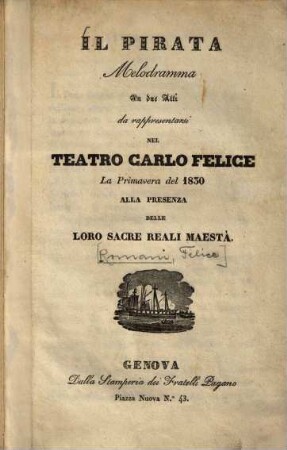 IL PIRATA
Melodramma
In due Atti
da rappresentarsi
NEL
TEATRO CARLO FELICE
La Primavera del 1830
ALLA PRESENZA
DELLE
LORO SACRE REALI MAESTÀ.
[Romani, Felice]
GENOVA
Dalla Stamperia dei Fratelli Pagano
Piazza Nuova N.° 43.